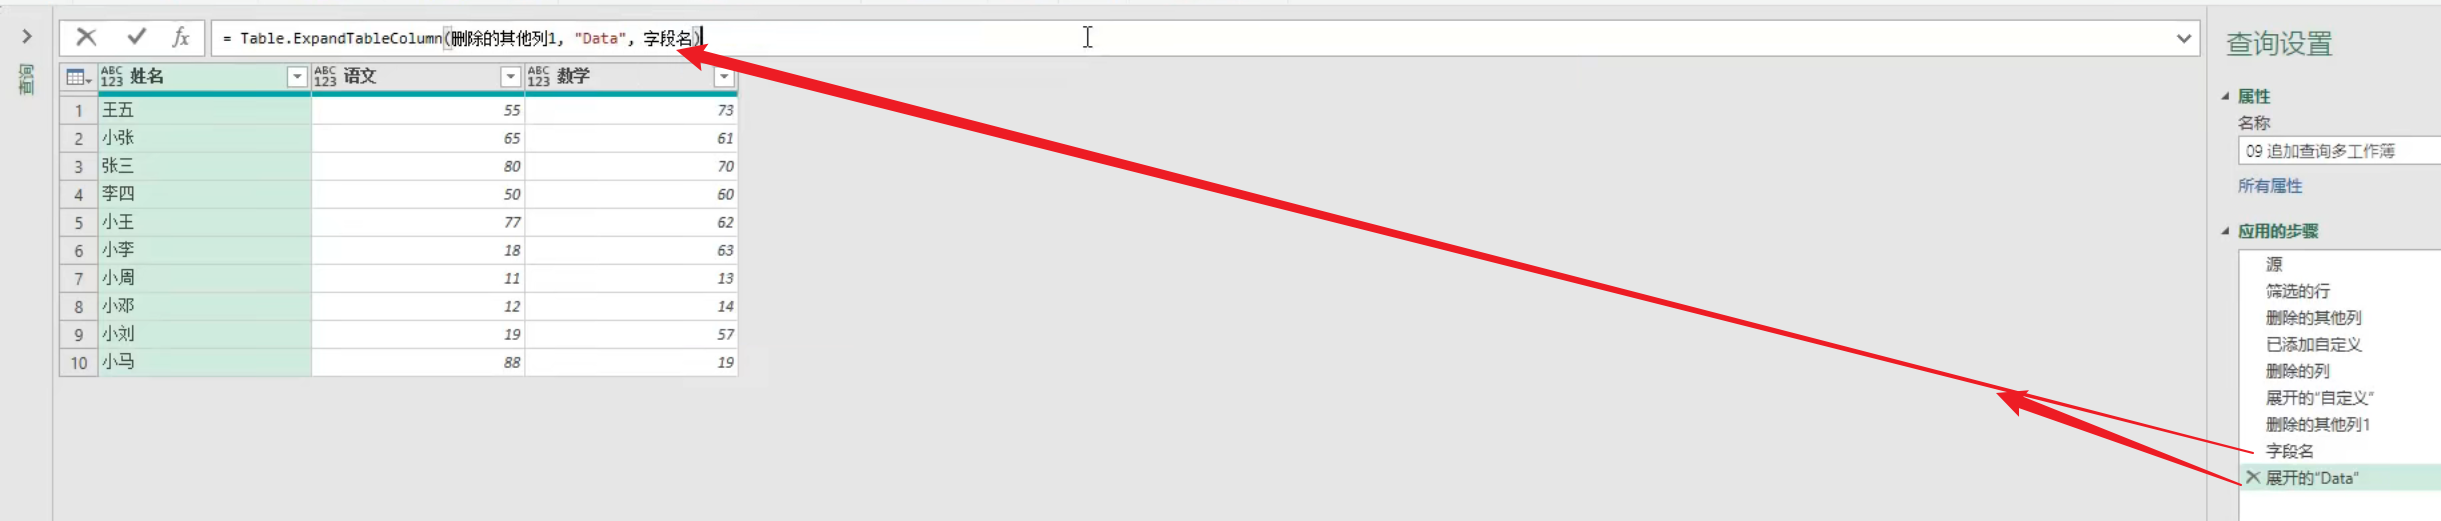 = Table.ExpandTableColumn(删除的其他列1, "Data", 字段名)
查询设置
查询
ABC 123 姓名 ABC 123 语文 ABC 123 数学
1 王五 55 73
2 小张 65 61
3 张三 80 70
4 李四 50 60
5 小王 77 62
6 小李 18 63
7 小周 11 13
8 小邓 12 14
9 小刘 19 57
10 小马 88 19
属性
名称
09 追加查询多工作簿
所有属性
应用的步骤
源
筛选的行
删除的其他列
已添加自定义
删除的列
展开的"自定义"
删除的其他列1
字段名
展开的"Data"